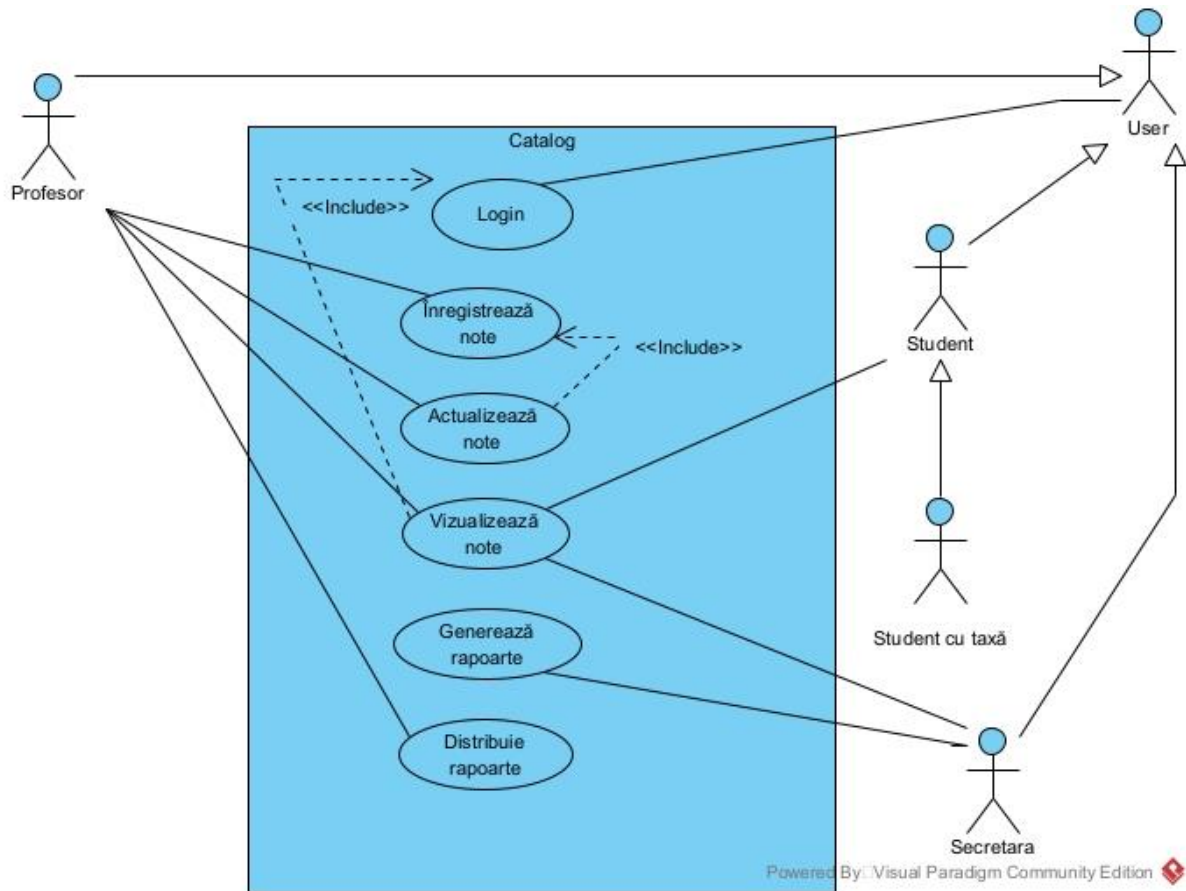 User
Profesor
Catalog
<<Include>>
Login
Înregistrează
note
<<Include>>
Student
Actualizează
note
Vizualizează
note
Student cu taxă
Generează
rapoarte
Distribuie
rapoarte
Secretara
Powered By Visual Paradigm Community Edition